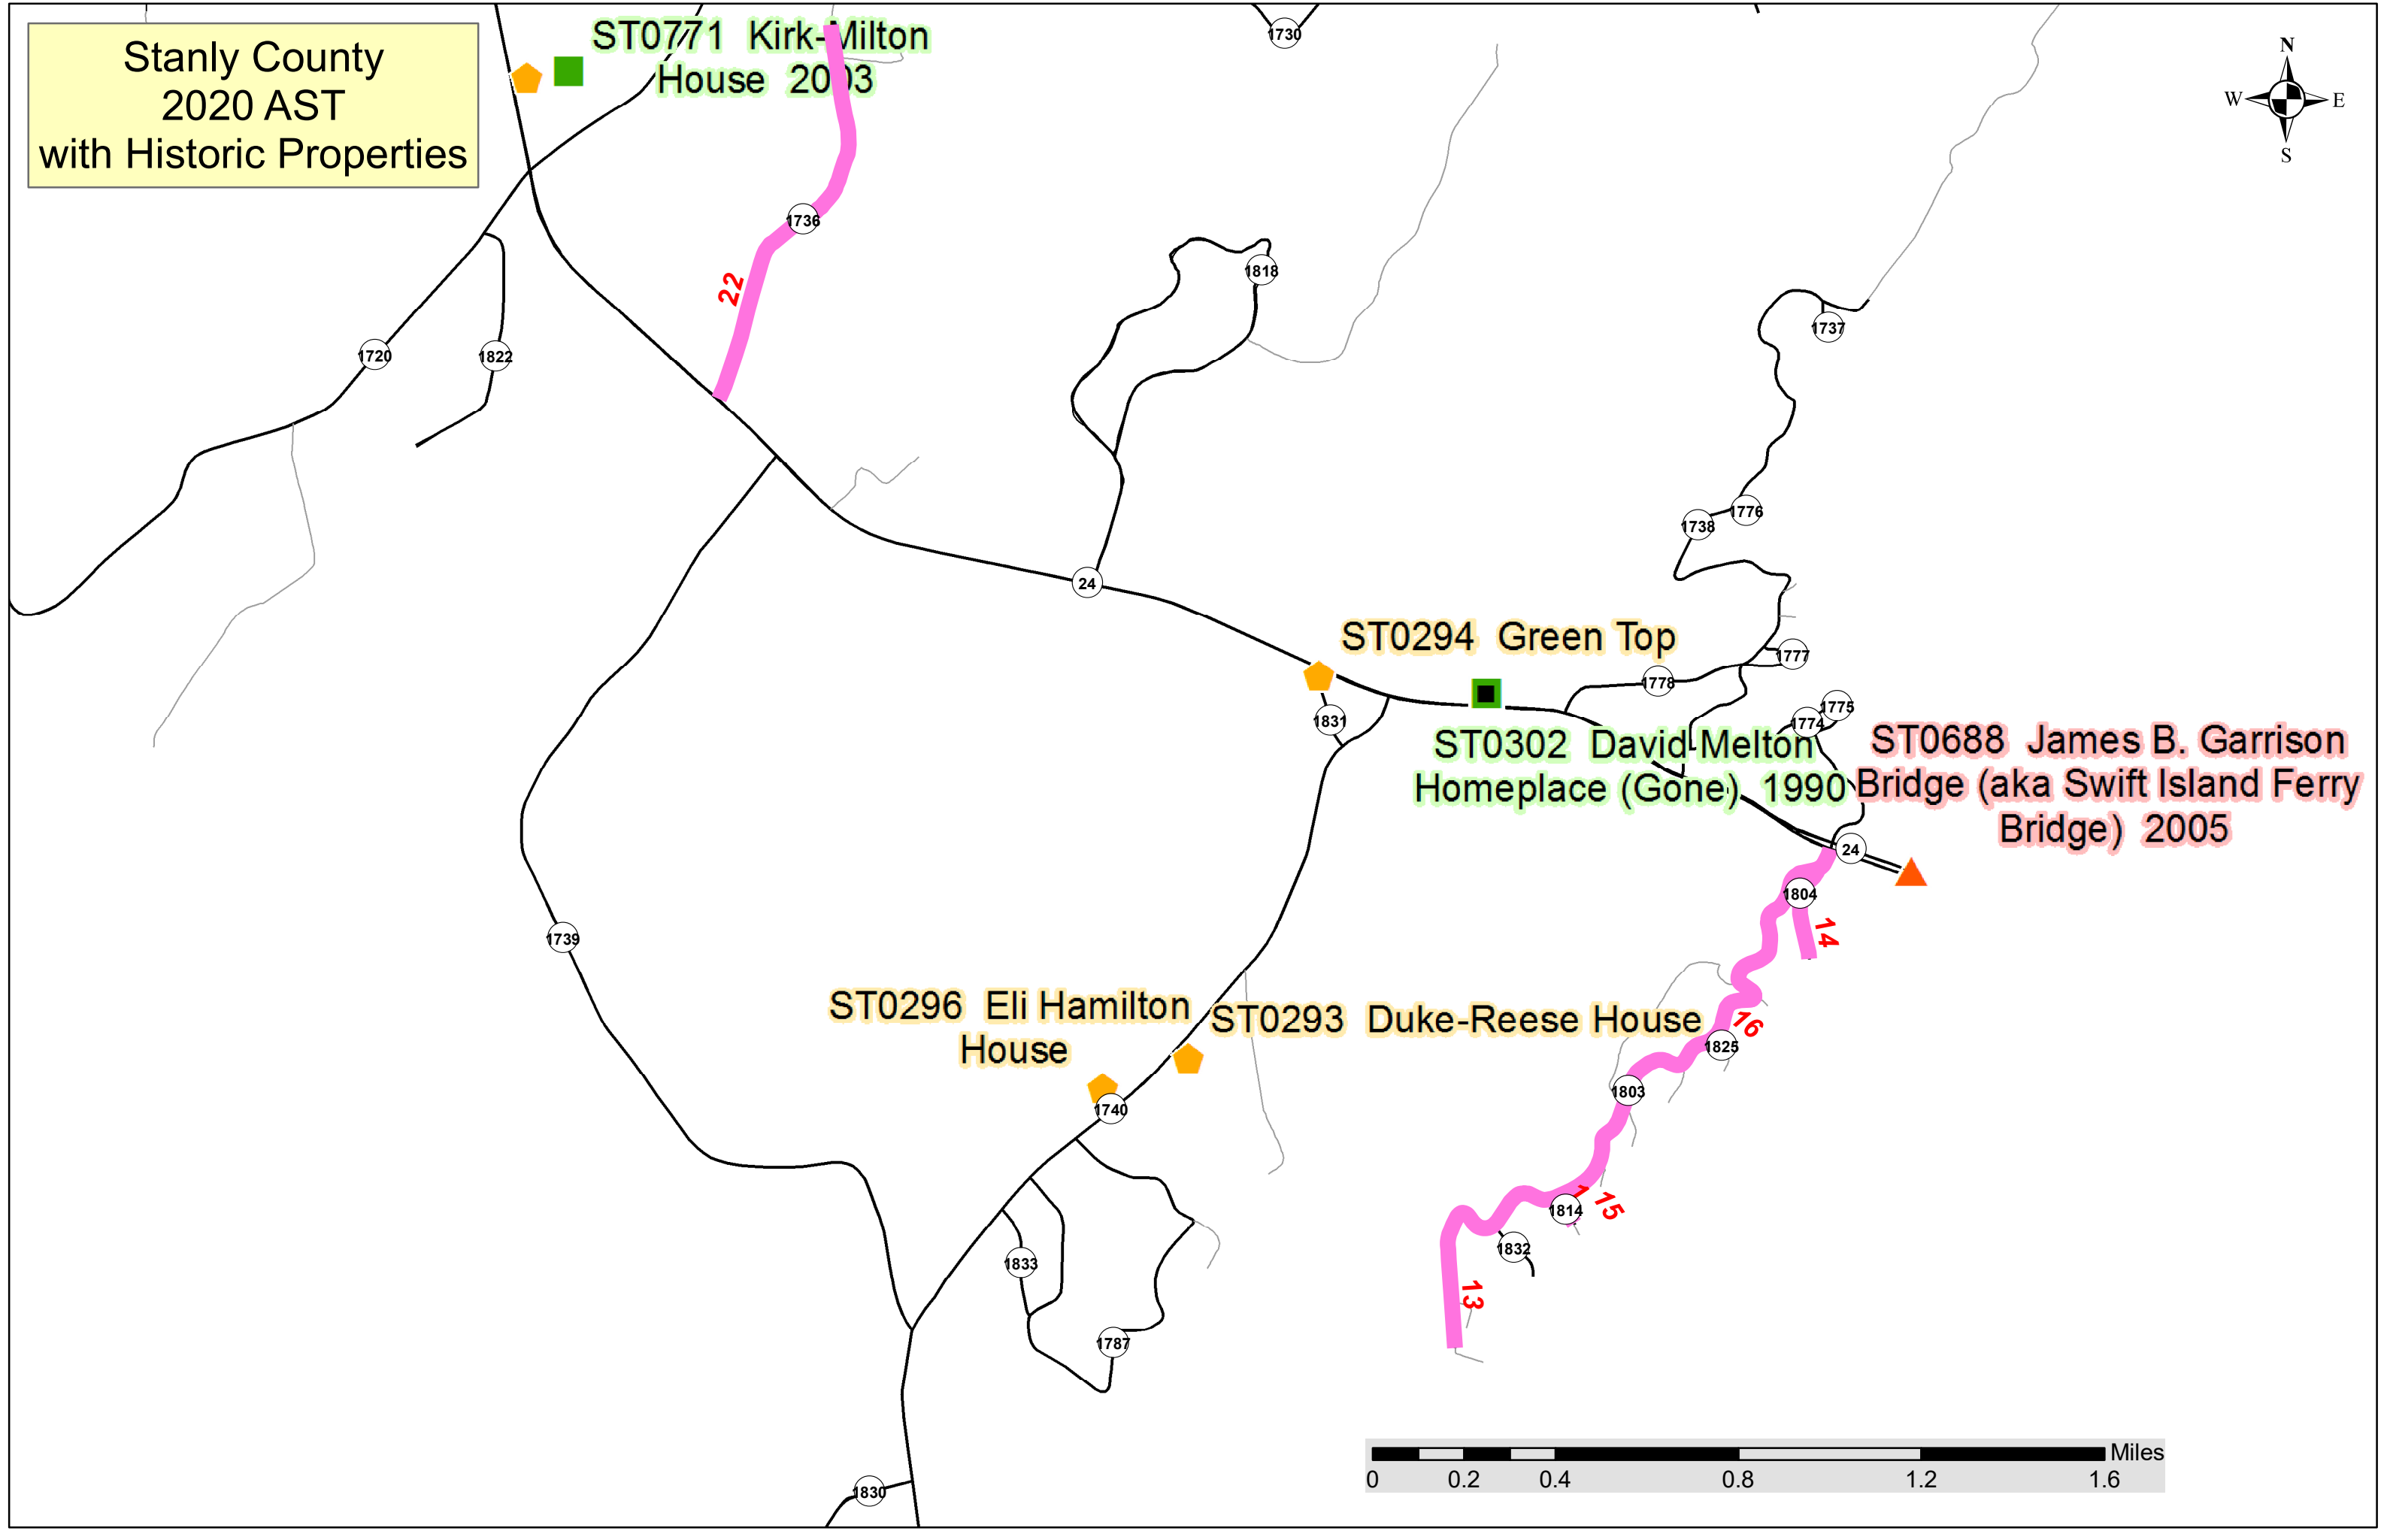 Stanly County
2020 AST
with Historic Properties
ST0771 Kirk-Milton
House 2003
1730
N
W
E
S
1736
1818
22
1737
1720
1822
1776
1738
24
ST0294 Green Top
1777
1778
1831
1775
1774
ST0302 David Melton
Homeplace (Gone) 1990
ST0688 James B. Garrison
Bridge (aka Swift Island Ferry
Bridge) 2005
24
1804
14
1739
ST0296 Eli Hamilton
House
ST0293 Duke-Reese House
16
1825
1803
1740
1
15
1814
1832
1833
13
1787
Miles
0 0.2 0.4 0.8 1.2 1.6
1830